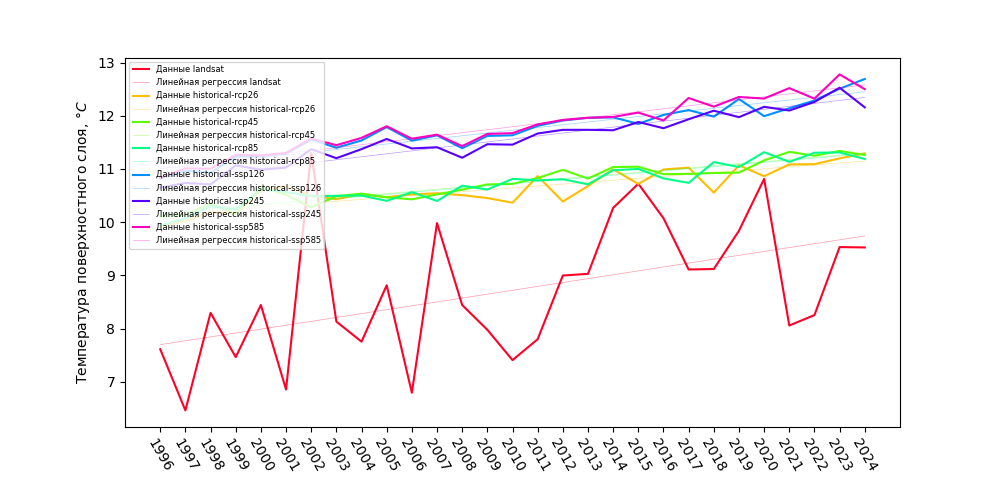 13
12
11
10
9
8
7
Температура поверхностного слоя, °C
Данные landsat
Линейная регрессия landsat
Данные historical-rcp26
Линейная регрессия historical-rcp26
Данные historical-rcp45
Линейная регрессия historical-rcp45
Данные historical-rcp85
Линейная регрессия historical-rcp85
Данные historical-ssp126
Линейная регрессия historical-ssp126
Данные historical-ssp245
Линейная регрессия historical-ssp245
Данные historical-ssp585
Линейная регрессия historical-ssp585
1996
1997
1998
1999
2000
2001
2002
2003
2004
2005
2006
2007
2008
2009
2010
2011
2012
2013
2014
2015
2016
2017
2018
2019
2020
2021
2022
2023
2024